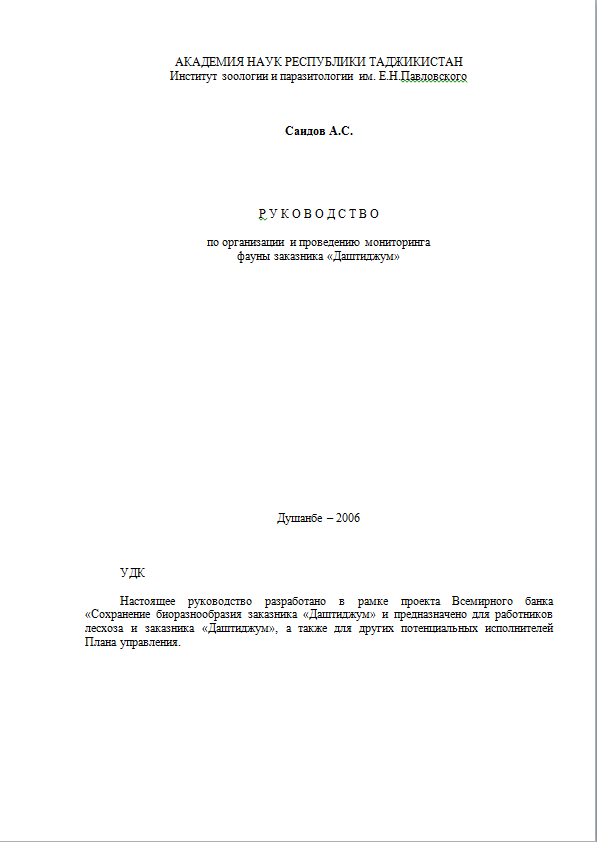 АКАДЕМИЯ НАУК РЕСПУБЛИКИ ТАДЖИКИСТАН
Институт зоологии и паразитологии им. Е.Н.Павловского
Саидов А.С.
Р У К О В О Д С Т В О
по организации и проведению мониторинга
фауны заказника «Даштиджум»
Душанбе – 2006
УДК
Настоящее руководство разработано в рамке проекта Всемирного банка
«Сохранение биоразнообразия заказника «Даштиджум» и предназначено для работников
лесхоза и заказника «Даштиджум», а также для других потенциальных исполнителей
Плана управления.